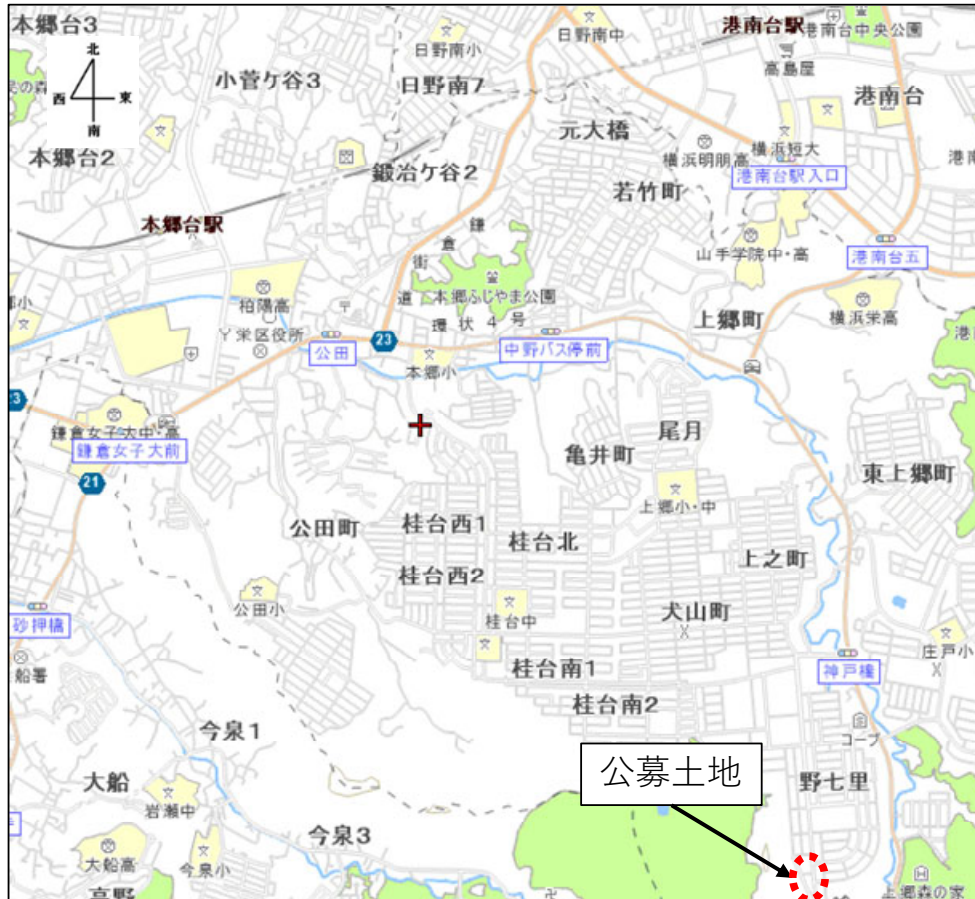 本郷台3
北
西
東
南
日野南小
日野南中
港南台駅
港南台中央公園
高島屋
小菅ケ谷3
日野南7
港南台
元大橋
横浜明朋高
横浜短大
本郷台2
鍛冶ケ谷2
港南台駅入口
若竹町
本郷台駅
鎌
倉
街
道
山手学院中・高
港南台五
柏陽高
本郷ふじやま公園
横浜栄高
環状4号
上郷町
栄区役所
公田
23
中野バス停前
本郷小
23
鎌倉女子大中・高
鎌倉女子大前
尾月
亀井町
東上郷町
21
上郷小・中
公田町
桂台西1
桂台北
上之町
桂台西2
公田小
桂台中
犬山町
砂押橋
庄戸小
船署
桂台南1
神戸橋
桂台南2
今泉1
コープ
公募土地
大船
野七里
岩瀬中
今泉3
大船高
今泉小
高野
上郷森の家